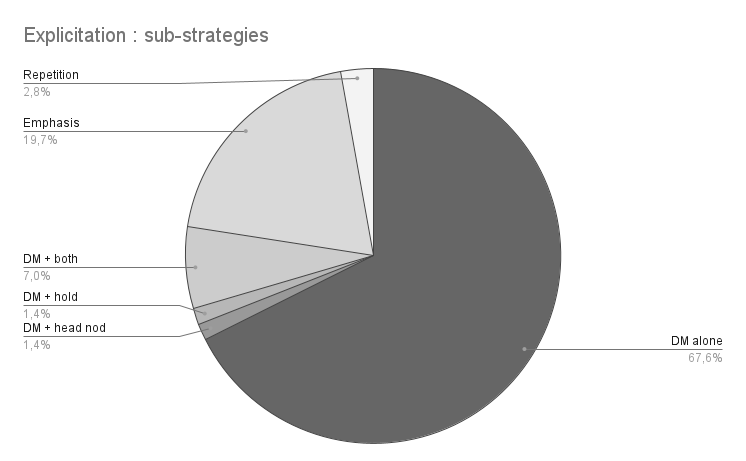 Explicitation : sub-strategies
Repetition
2,8%
Emphasis
19,7%
DM + both
7,0%
DM + hold
1,4%
DM + head nod
1,4%
DM alone
67,6%